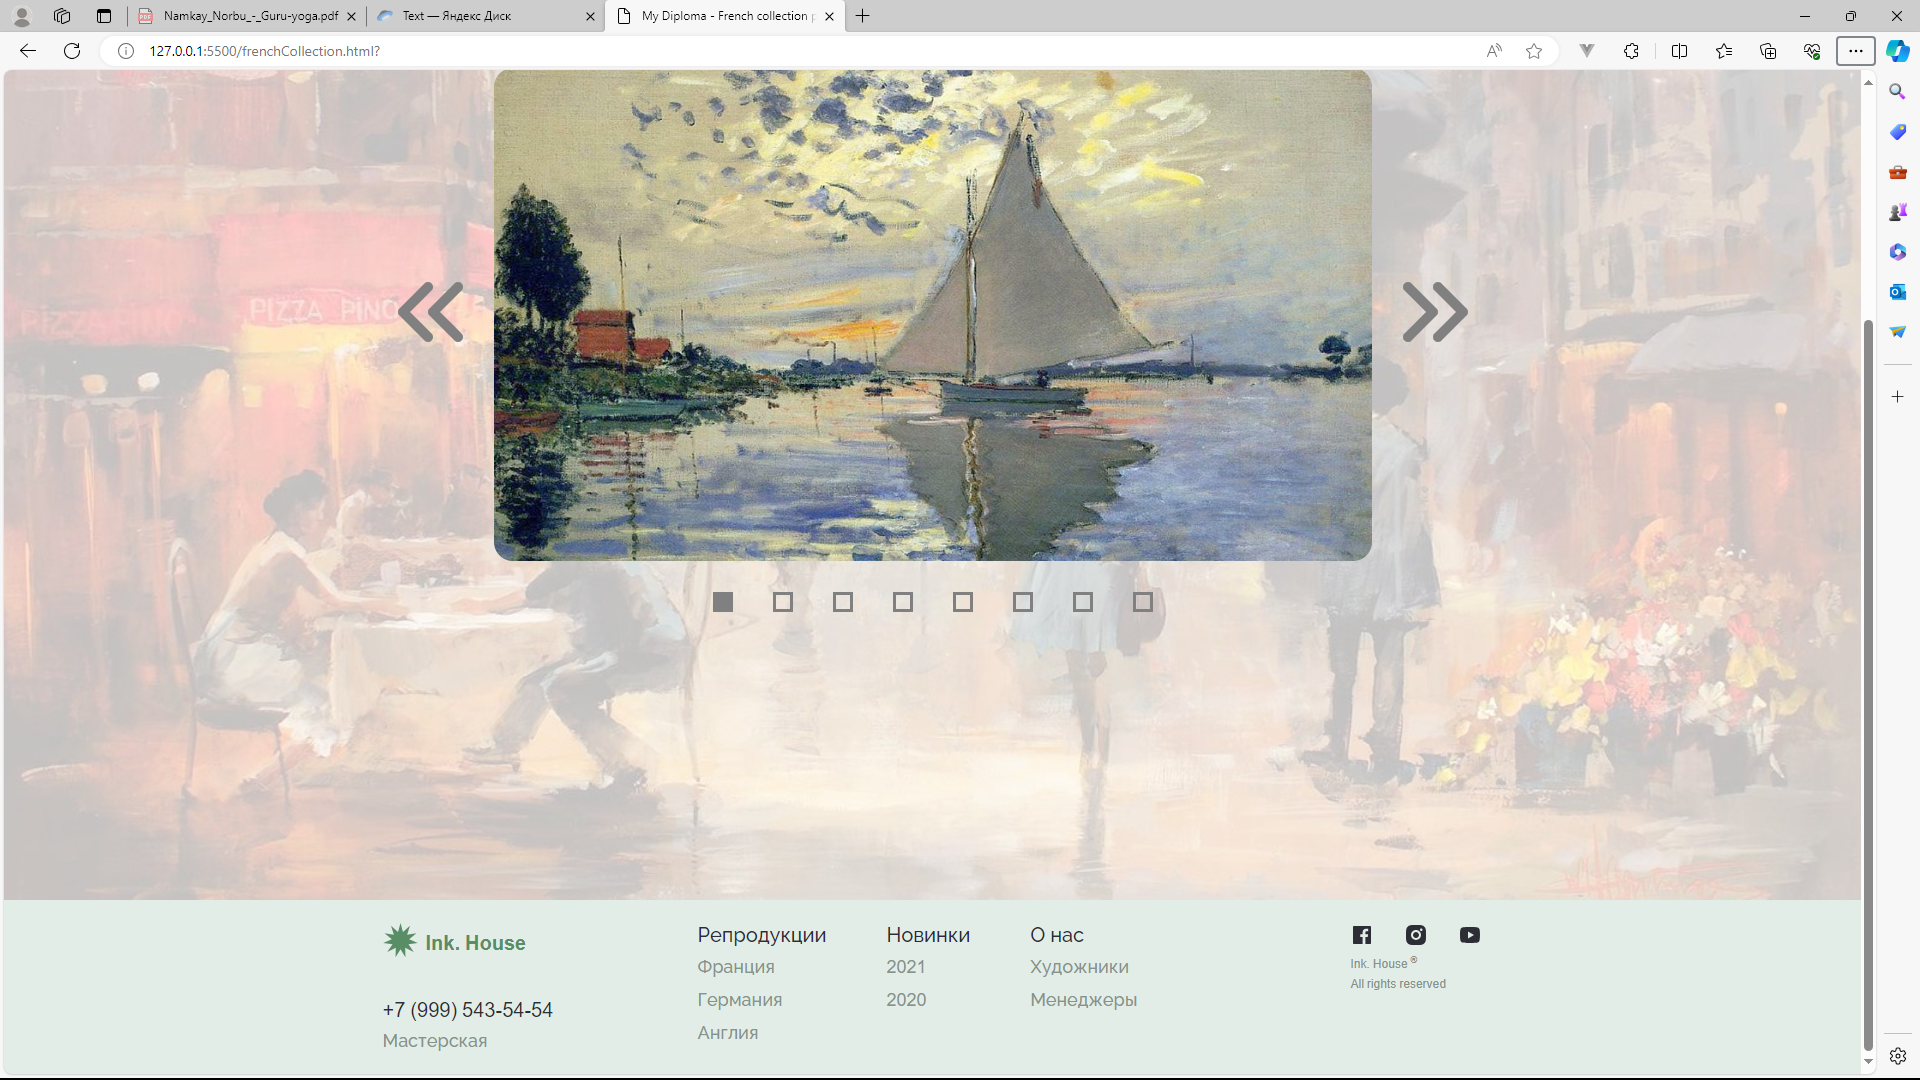 Namkay_Norbu_-_Guru-yoga.pdf
Text — Яндекс Диск
My Diploma - French collection
127.0.0.1:5500/frenchCollection.html?
PIZZA PINO
PIZZA PINO
Ink. House
+7 (999) 543-54-54
Мастерская
Репродукции
Франция
Германия
Англия
Новинки
2021
2020
О нас
Художники
Менеджеры
Ink. House ®
All rights reserved